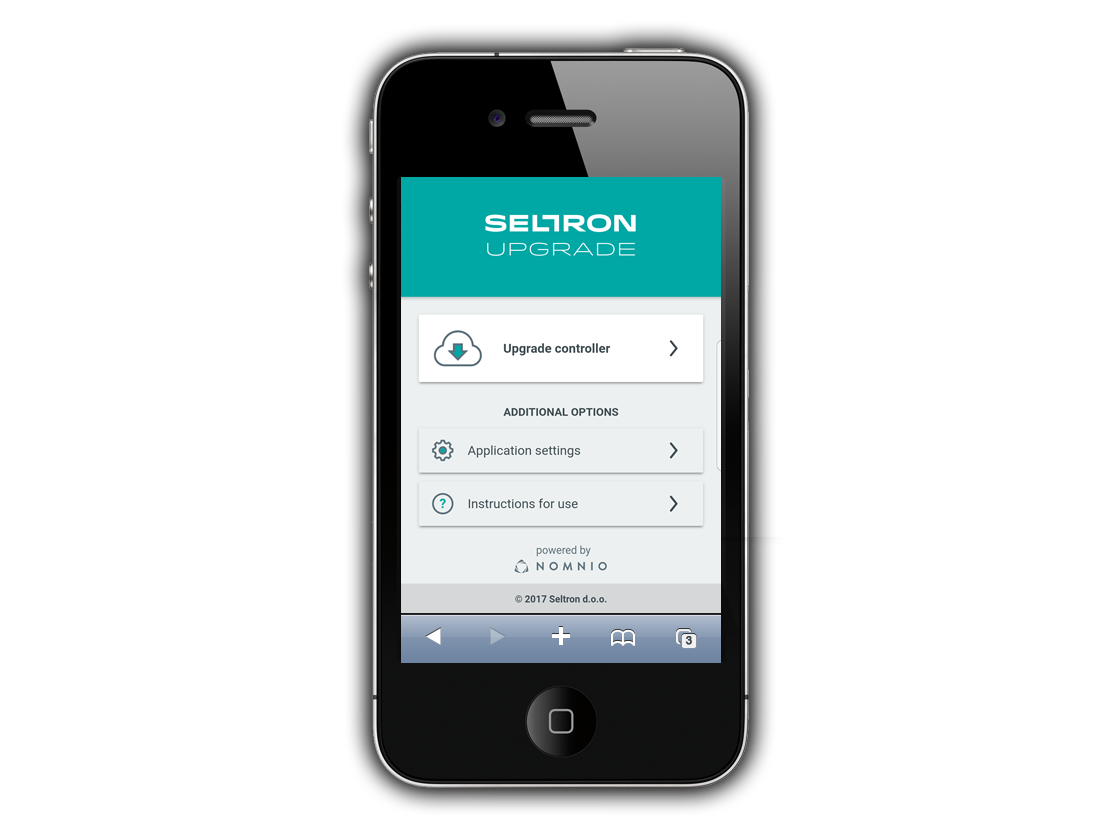 SELTRON
UPGRADE
Upgrade controller
ADDITIONAL OPTIONS
Application settings
?
Instructions for use
powered by
NOMNIO
© 2017 Seltron d.o.o.
3